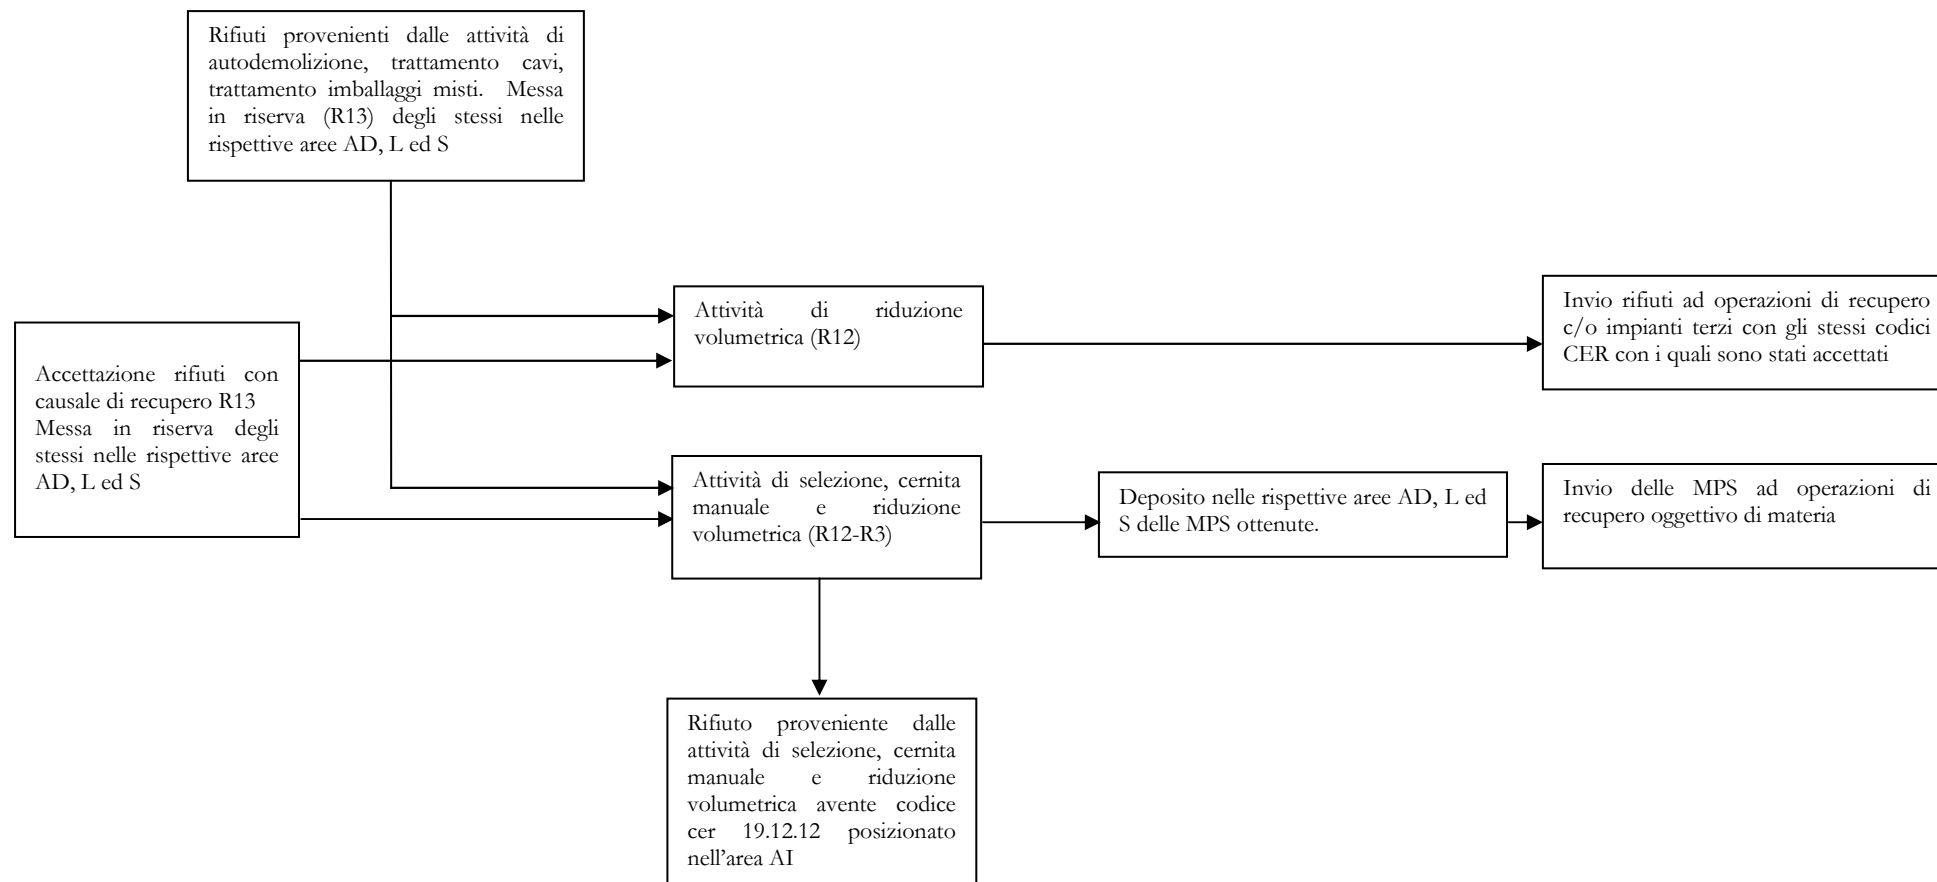 Rifiuti provenienti dalle attività di
autodemolizione, trattamento cavi,
trattamento imballaggi misti. Messa
in riserva (R13) degli stessi nelle
rispettive aree AD, L ed S
Accettazione rifiuti con
causale di recupero R13
Messa in riserva degli
stessi nelle rispettive aree
AD, L ed S
Attività di riduzione
volumetrica (R12)
Invio rifiuti ad operazioni di recupero
c/o impianti terzi con gli stessi codici
CER con i quali sono stati accettati
Attività di selezione, cernita
manuale e riduzione
volumetrica (R12-R3)
Deposito nelle rispettive aree AD, L ed
S delle MPS ottenute.
Invio delle MPS ad operazioni di
recupero oggettivo di materia
Rifiuto proveniente dalle
attività di selezione, cernita
manuale e riduzione
volumetrica avente codice
cer 19.12.12 posizionato
nell’area AI